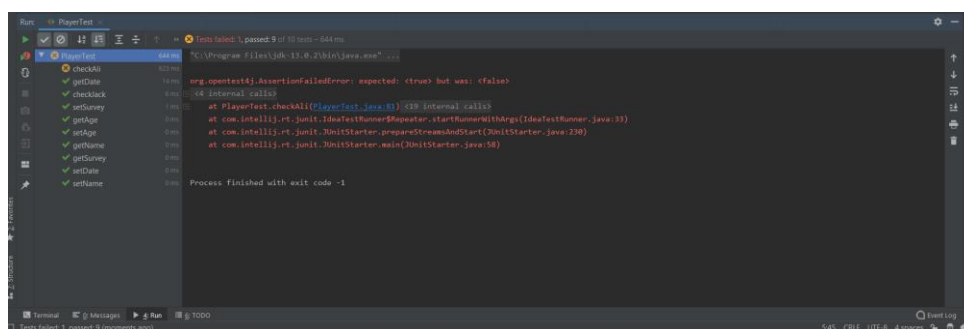 Run: PlayerTest ×
Tests failed: 1, passed: 9 of 10 tests – 644 ms
PlayerTest 644 ms
checkAli 623 ms
getDate 14 ms
checkJack 6 ms
setSurvey 1 ms
getAge 0 ms
setAge 0 ms
getName 0 ms
getSurvey 0 ms
setDate 0 ms
setName 0 ms
"C:\Program Files\jdk-13.0.2\bin\java.exe" ...
org.opentest4j.AssertionFailedError: expected: <true> but was: <false>
<4 internal calls>
at PlayerTest.checkAli(PlayerTest.java:81) <19 internal calls>
at com.intellij.rt.junit.IdeaTestRunner$Repeater.startRunnerWithArgs(IdeaTestRunner.java:33)
at com.intellij.rt.junit.JUnitStarter.prepareStreamsAndStart(JUnitStarter.java:230)
at com.intellij.rt.junit.JUnitStarter.main(JUnitStarter.java:58)
Process finished with exit code -1
2: Favorites
Z: Structure
Terminal 0: Messages 4: Run 6: TODO Event Log
Tests failed: 1, passed: 9 (moments ago) 5:45 CRLF UTF-8 4 spaces